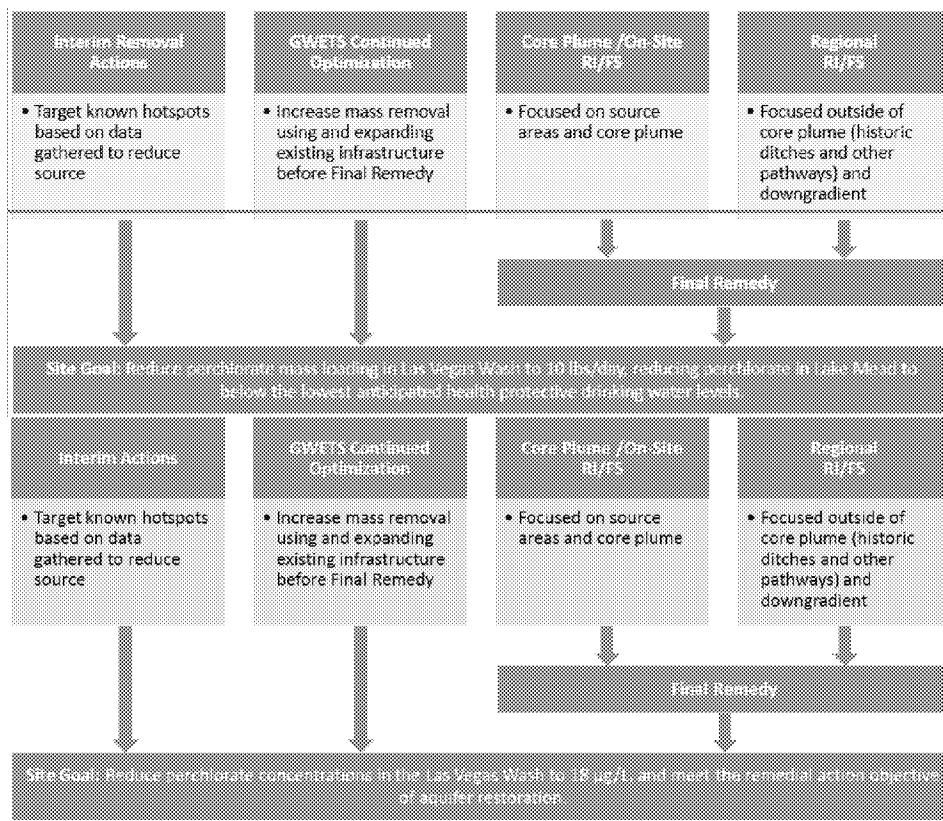 Interim Removal
Actions
• Target known hotspots
based on data
gathered to reduce
source
GWETS Continued
Optimization
• Increase mass removal
using and expanding
existing infrastructure
before Final Remedy
Core Plume /On-Site
RI/FS
• Focused on source
areas and core plume
Regional
RI/FS
• Focused outside of
core plume (historic
ditches and other
pathways) and
downgradient
Final Remedy
Site Goal: Reduce perchlorate mass loading in Las Vegas Wash to 10 lbs/day, reducing perchlorate in Lake Mead to
below the lowest anticipated health protective drinking water levels
Interim Actions
• Target known hotspots
based on data
gathered to reduce
source
GWETS Continued
Optimization
• Increase mass removal
using and expanding
existing infrastructure
before Final Remedy
Core Plume /On-Site
RI/FS
• Focused on source
areas and core plume
Regional
RI/FS
• Focused outside of
core plume (historic
ditches and other
pathways) and
downgradient
Final Remedy
Site Goal: Reduce perchlorate concentrations in the Las Vegas Wash to 18 ug/L, and meet the remedial action objective
of aquifer restoration